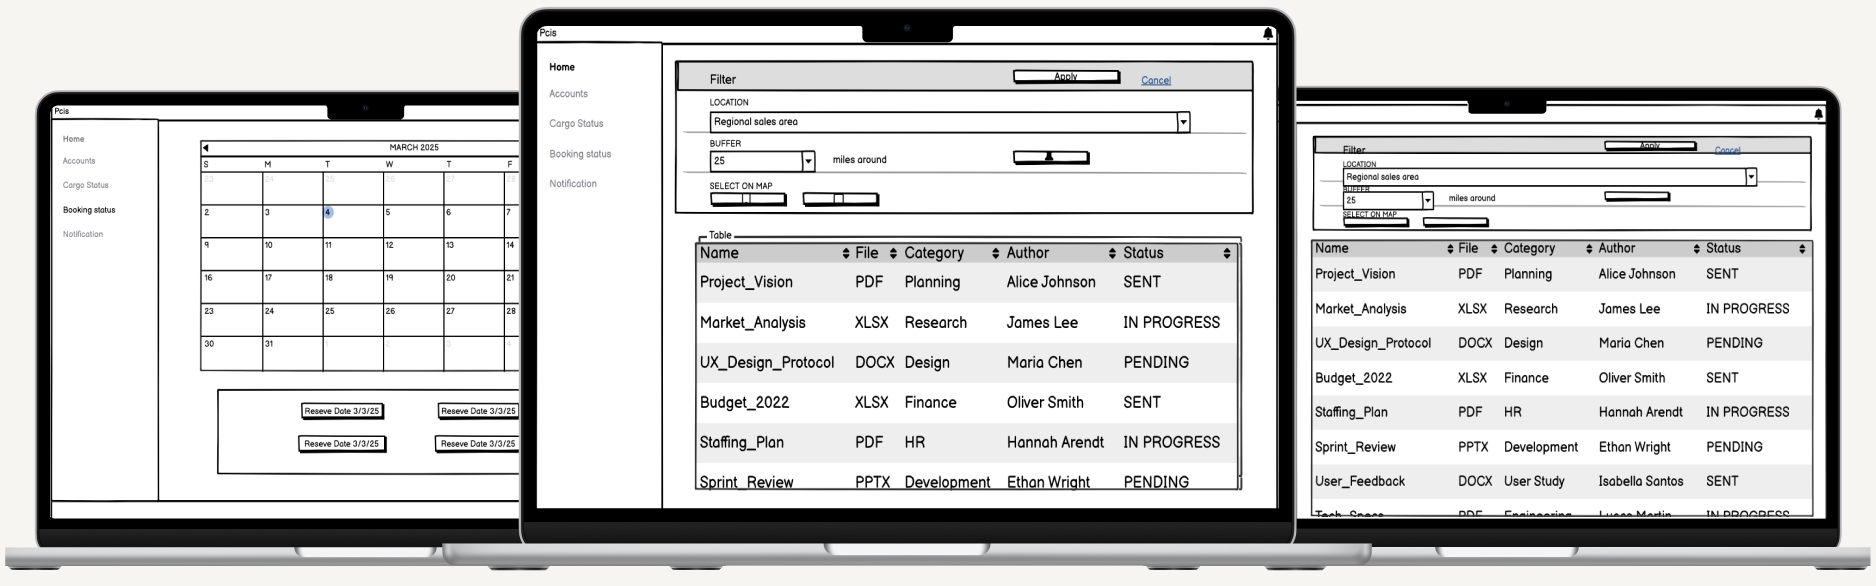 Pcis
Home
Accounts
Cargo Status
Booking status
Notification
MARCH 2025
S M T W T F
23 24 25 26 27 28
2 3 4 5 6 7
9 10 11 12 13 14
16 17 18 19 20 21
23 24 25 26 27 28
30 31 1 2 3 4
Reseve Date 3/3/25 Reseve Date 3/3/25
Reseve Date 3/3/25 Reseve Date 3/3/25
Pcis
Home
Accounts
Cargo Status
Booking status
Notification
Filter Apply Cancel
LOCATION
Regional sales area
BUFFER
25 miles around
SELECT ON MAP
Table
Name File Category Author Status
Project_Vision PDF Planning Alice Johnson SENT
Market_Analysis XLSX Research James Lee IN PROGRESS
UX_Design_Protocol DOCX Design Maria Chen PENDING
Budget_2022 XLSX Finance Oliver Smith SENT
Staffing_Plan PDF HR Hannah Arendt IN PROGRESS
Sprint_Review PPTX Development Ethan Wright PENDING
Filter Apply Cancel
LOCATION
Regional sales area
BUFFER
25 miles around
SELECT ON MAP
Name File Category Author Status
Project_Vision PDF Planning Alice Johnson SENT
Market_Analysis XLSX Research James Lee IN PROGRESS
UX_Design_Protocol DOCX Design Maria Chen PENDING
Budget_2022 XLSX Finance Oliver Smith SENT
Staffing_Plan PDF HR Hannah Arendt IN PROGRESS
Sprint_Review PPTX Development Ethan Wright PENDING
User_Feedback DOCX User Study Isabella Santos SENT
Tech_Specs PDF Engineering Lucas Martin IN PROGRESS